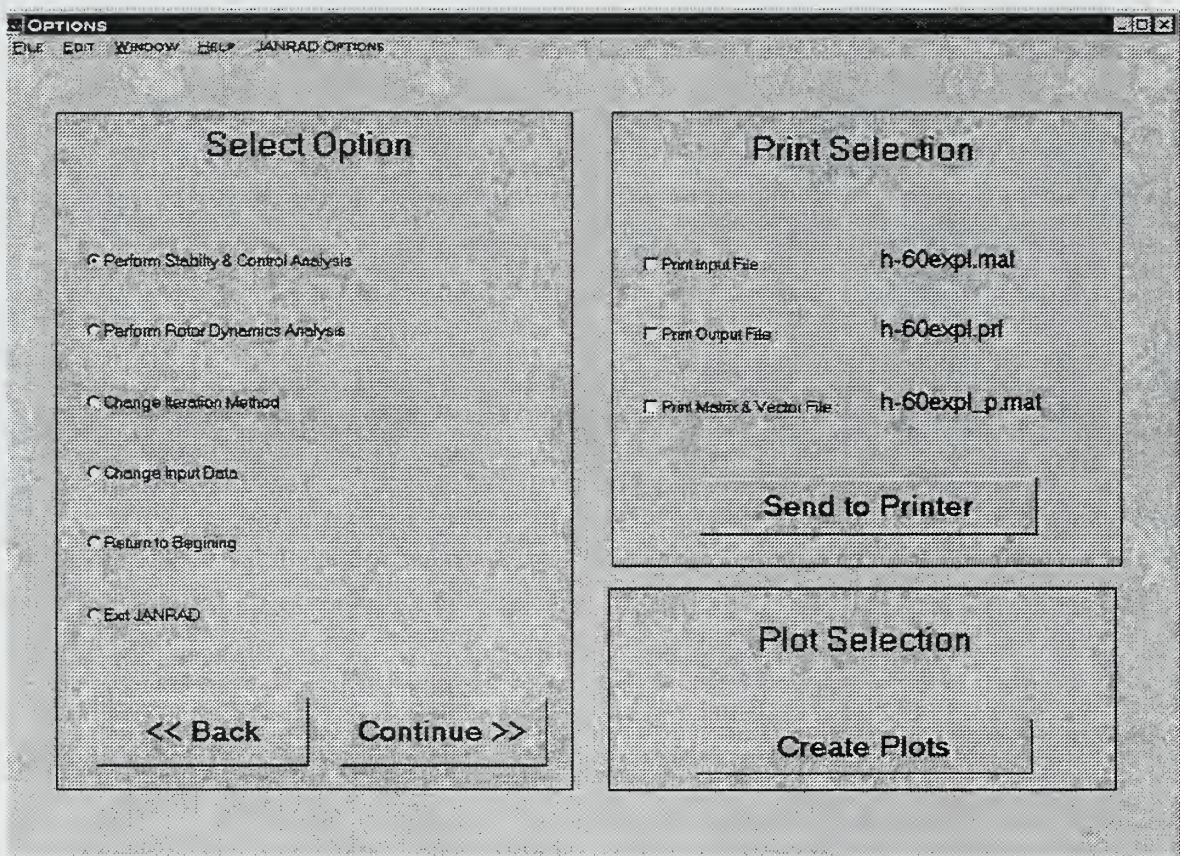 OPTIONS
FILE EDIT WINDOW HELP JANRAD OPTIONS
Select Option
Perform Stability & Control Analysis
Perform Rotor Dynamics Analysis
Change Iteration Method
Change Input Data
Return to Begining
Exit JANRAD
<< Back Continue >>
Print Selection
Print Input File : h-60expl.mat
Print Output File h-60expl.prf
Print Matrix & Vector File : h-60expl_p.mat
Send to Printer
Plot Selection
Create Plots